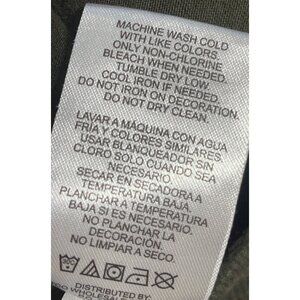 MACHINE WASH COLD
WITH LIKE COLORS.
ONLY NON-CHLORINE
BLEACH WHEN NEEDED.
TUMBLE DRY LOW.
COOL IRON IF NEEDED.
DO NOT IRON ON DECORATION.
DO NOT DRY CLEAN.
LAVAR A MÁQUINA CON AGUA
FRÍA Y COLORES SIMILARES.
USAR BLANQUEADOR SIN
CLORO SÓLO CUANDO SEA
NECESARIO.
SECAR EN SECADORA A
TEMPERATURA BAJA.
PLANCHAR A TEMPERATURA
BAJA SI ES NECESARIO.
NO PLANCHAR DECORACIÓN.
NO LIMPIAR A SECO.
DISTRIBUTED BY
WHOLESALE